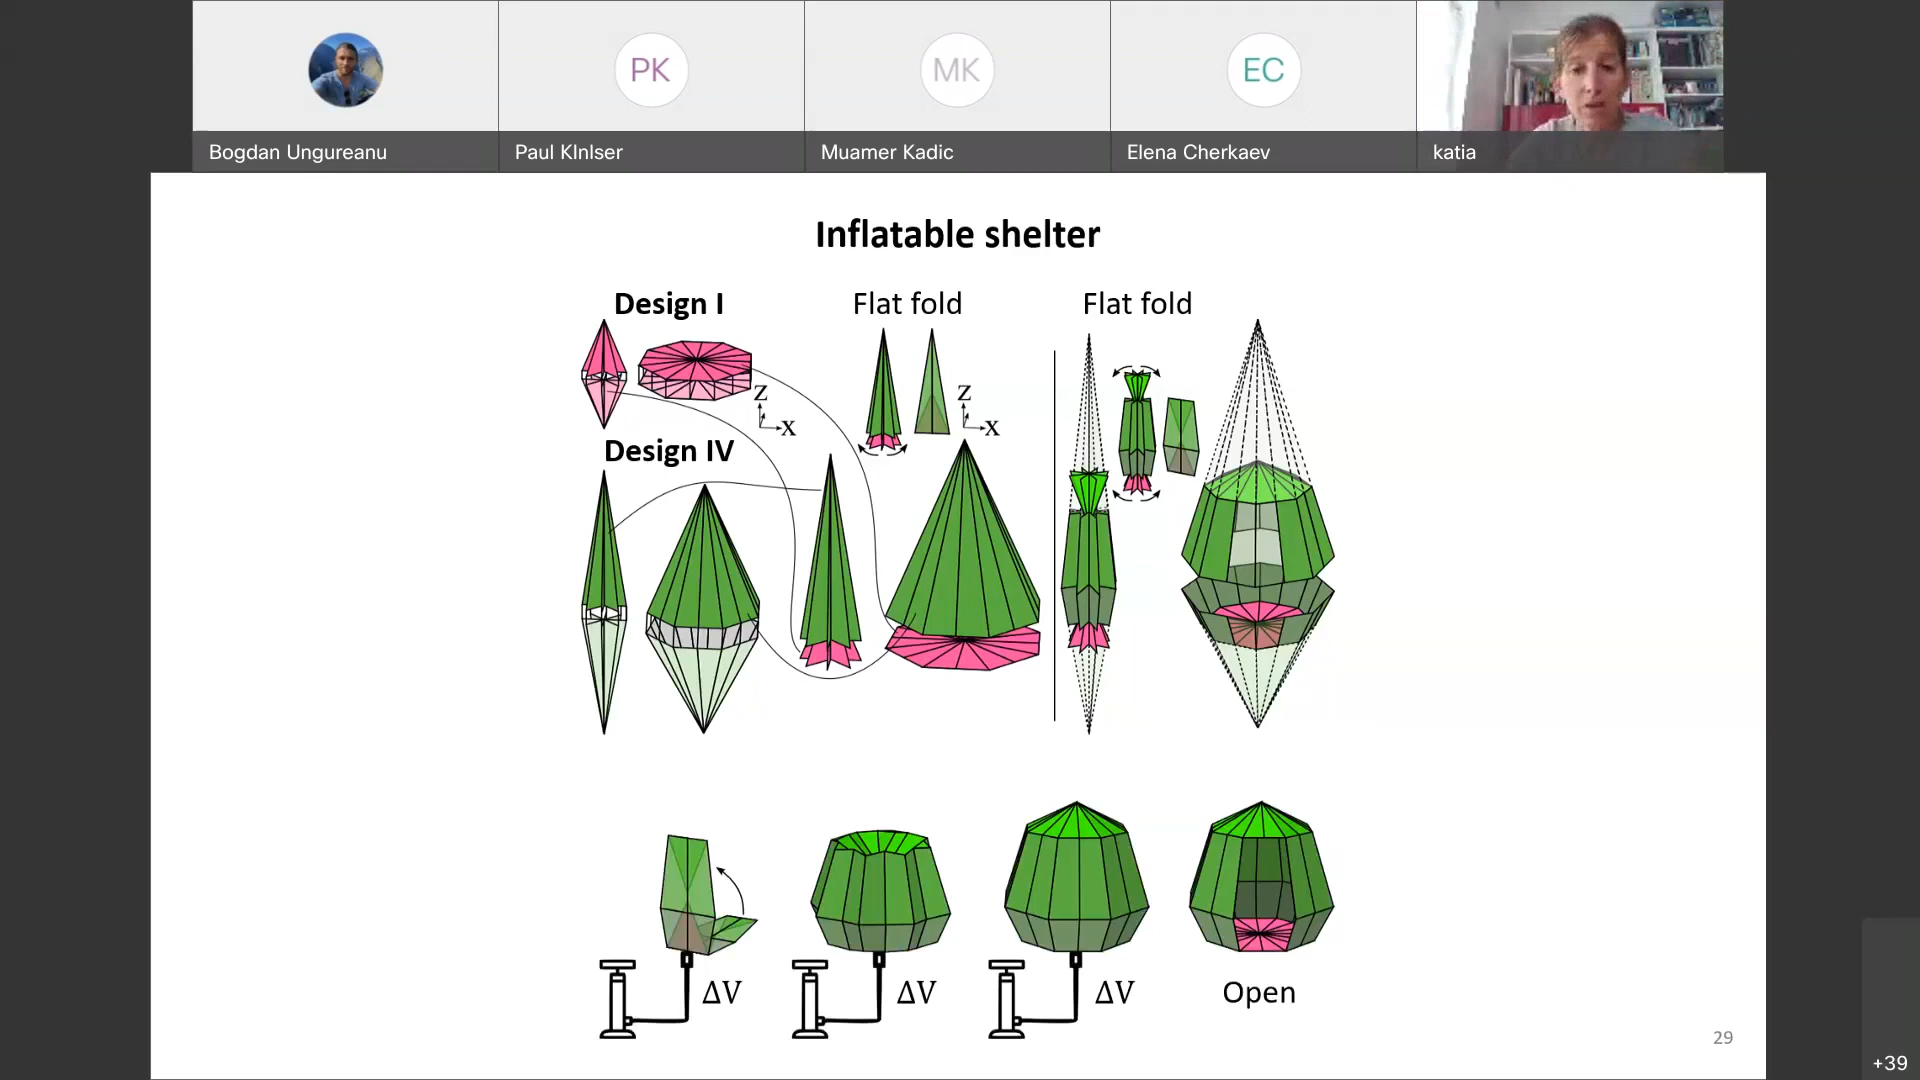 PK
MK
EC
Bogdan Ungureanu
Paul KlnIser
Muamer Kadic
Elena Cherkaev
katia
Inflatable shelter
Design I
Flat fold
Flat fold
Z
X
Z
X
Design IV
ΔV
ΔV
ΔV
Open
29
+39